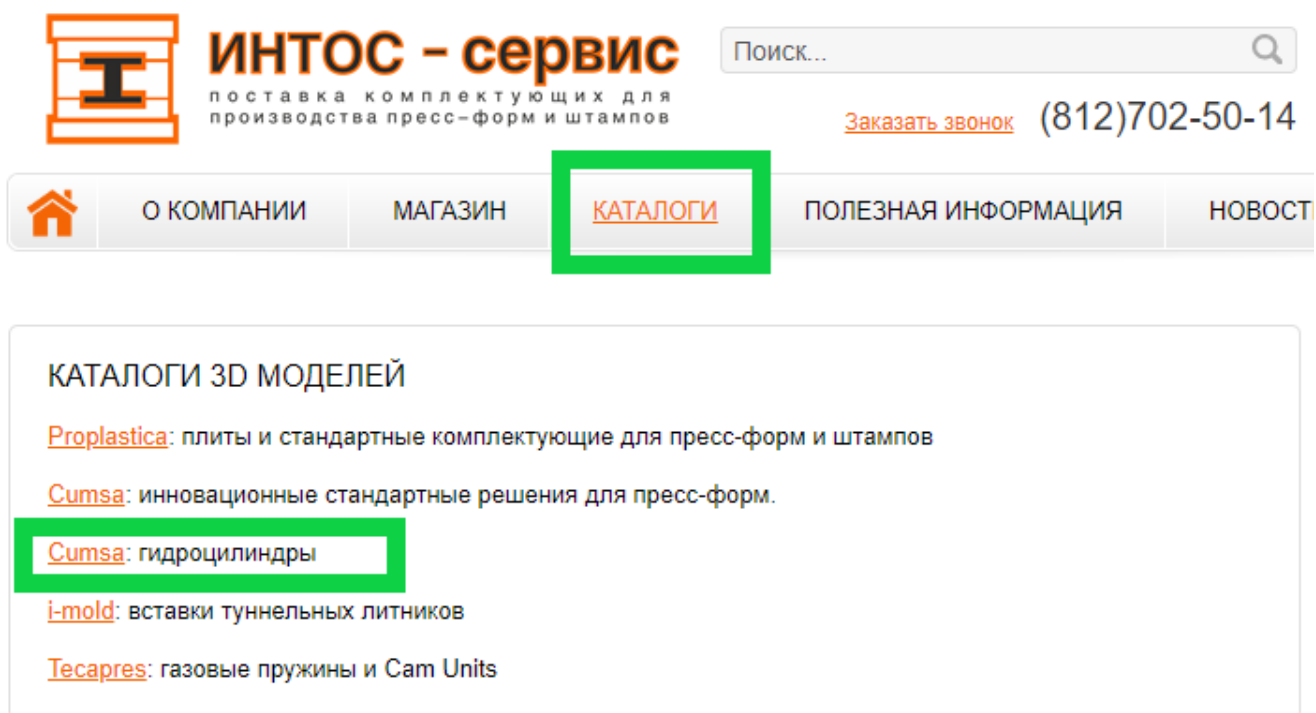 ИНТОС - сервис
поставка комплектующих для
производства пресс-форм и штампов
Поиск...
Заказать звонок (812)702-50-14
О КОМПАНИИ МАГАЗИН КАТАЛОГИ ПОЛЕЗНАЯ ИНФОРМАЦИЯ НОВОСТ
КАТАЛОГИ 3D МОДЕЛЕЙ
Proplastica: плиты и стандартные комплектующие для пресс-форм и штампов
Cumsa: инновационные стандартные решения для пресс-форм.
Cumsa: гидроцилиндры
i-mold: вставки туннельных литников
Tecapres: газовые пружины и Cam Units